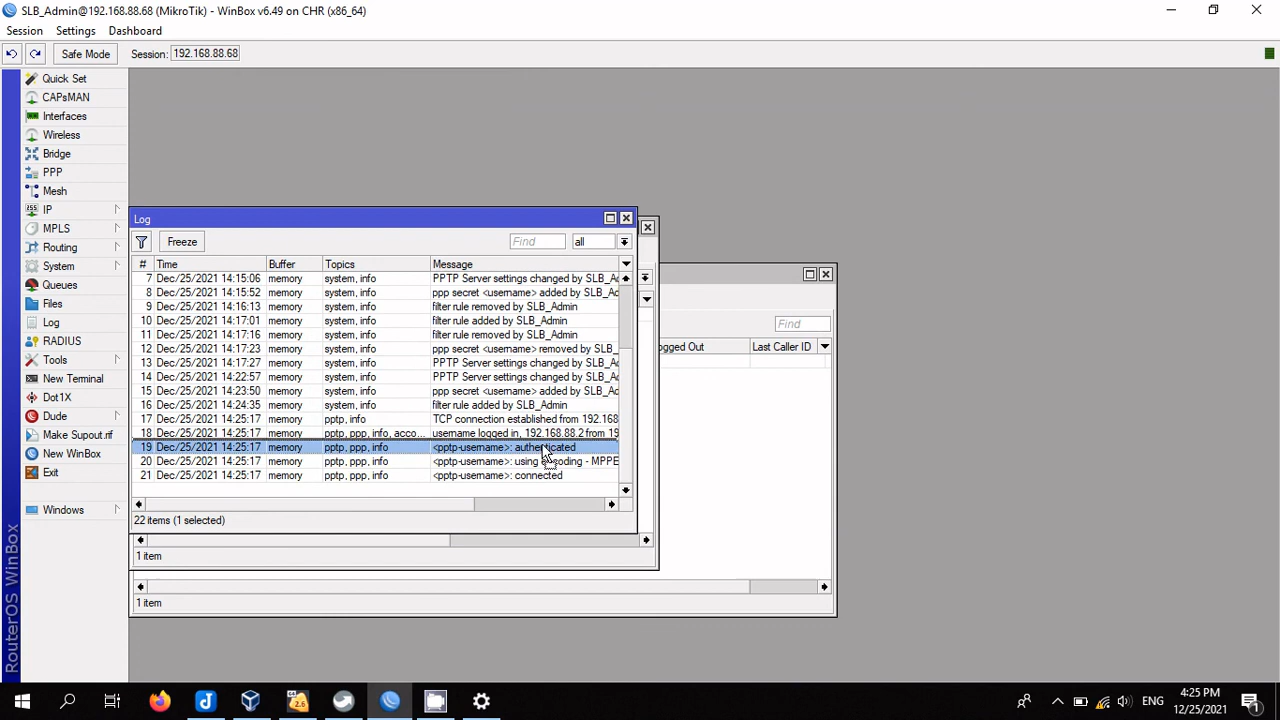 SLB_Admin@192.168.88.68 (MikroTik) - WinBox v6.49 on CHR (x86_64)
Session Settings Dashboard
Safe Mode Session: 192.168.88.68
Quick Set
CAPsMAN
Interfaces
Wireless
Bridge
PPP
Mesh
255 IP
MPLS
Routing
System
Queues
Files
Log
RADIUS
Tools
New Terminal
Dot1X
Dude
Make Supout.rif
New WinBox
Exit
Windows
RouterOS WinBox
Log
Freeze Find all
# Time Buffer Topics Message
7 Dec/25/2021 14:15:06 memory system, info PPTP Server settings changed by SLB_Ad
8 Dec/25/2021 14:15:52 memory system, info ppp secret <username> added by SLB_Ad
9 Dec/25/2021 14:16:13 memory system, info filter rule removed by SLB_Admin
10 Dec/25/2021 14:17:01 memory system, info filter rule added by SLB_Admin
11 Dec/25/2021 14:17:16 memory system, info filter rule removed by SLB_Admin
12 Dec/25/2021 14:17:23 memory system, info ppp secret <username> removed by SLB_
13 Dec/25/2021 14:22:17 memory system, info PPTP Server settings changed by SLB_Ad
14 Dec/25/2021 14:22:57 memory system, info PPTP Server settings changed by SLB_Ad
15 Dec/25/2021 14:23:50 memory system, info ppp secret <username> added by SLB_Ad
16 Dec/25/2021 14:24:35 memory system, info filter rule added by SLB_Admin
17 Dec/25/2021 14:25:17 memory pptp, info TCP connection established from 192.168
18 Dec/25/2021 14:25:17 memory pptp, ppp, info, acco... username logged in, 192.168.88.2 from 19
19 Dec/25/2021 14:25:17 memory pptp, ppp, info <pptp-username>: authenticated
20 Dec/25/2021 14:25:17 memory pptp, ppp, info <pptp-username>: using encoding - MPPE
21 Dec/25/2021 14:25:17 memory pptp, ppp, info <pptp-username>: connected
22 items (1 selected)
1 item
Find
ogged Out Last Caller ID
1 item
2.6
ENG
4:25 PM
12/25/2021
1